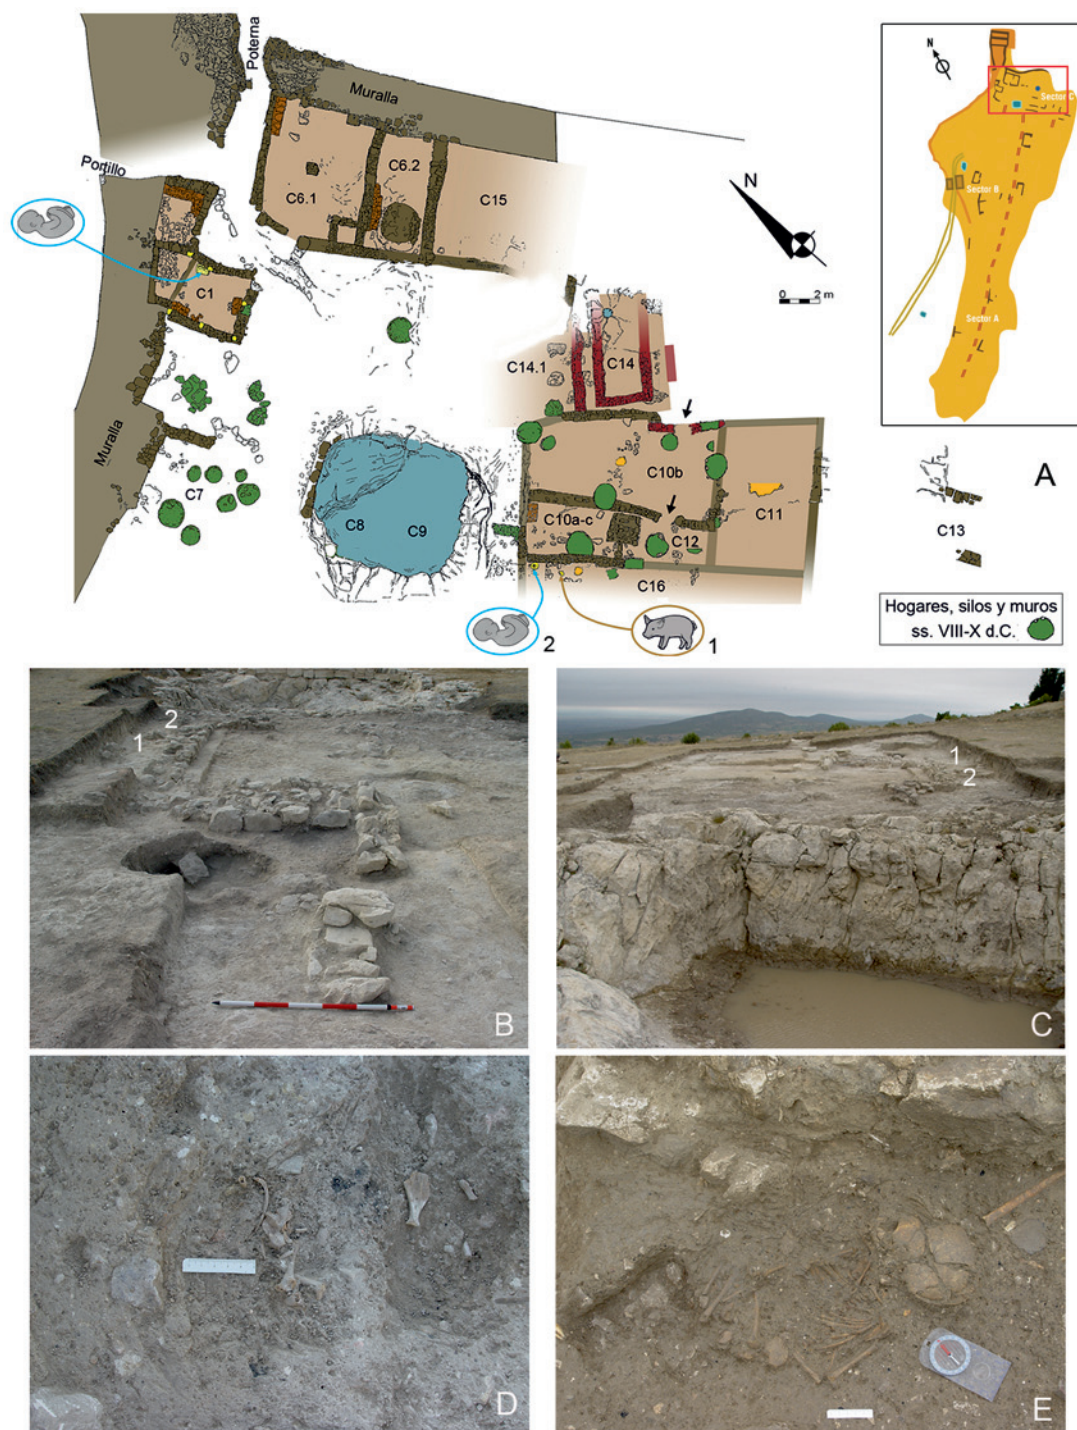 Poterna
Muralla
N
Sector C
Portillo
C6.2
C6.1
C15
N
Sector B
C1
0 2 m
Sector A
C14.1
C14
Muralla
A
C10b
C7
C11
C8
C9
C10a-c
C12
C13
C16
Hogares, silos y muros
ss. VIII-X d.C.
2
1
2
1
1
2
B
C
D
E